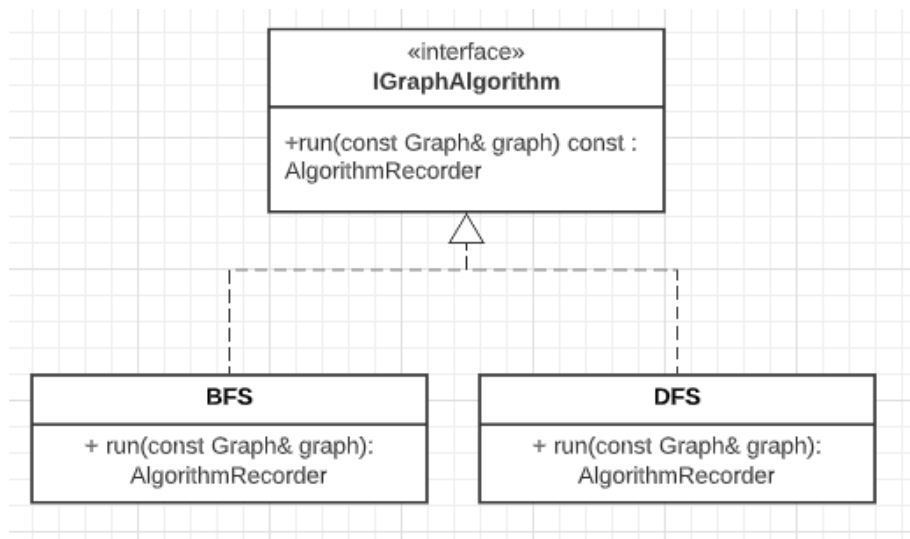 «interface»
IGraphAlgorithm
+run(const Graph& graph) const :
AlgorithmRecorder
BFS
+ run(const Graph& graph):
AlgorithmRecorder
DFS
+ run(const Graph& graph):
AlgorithmRecorder